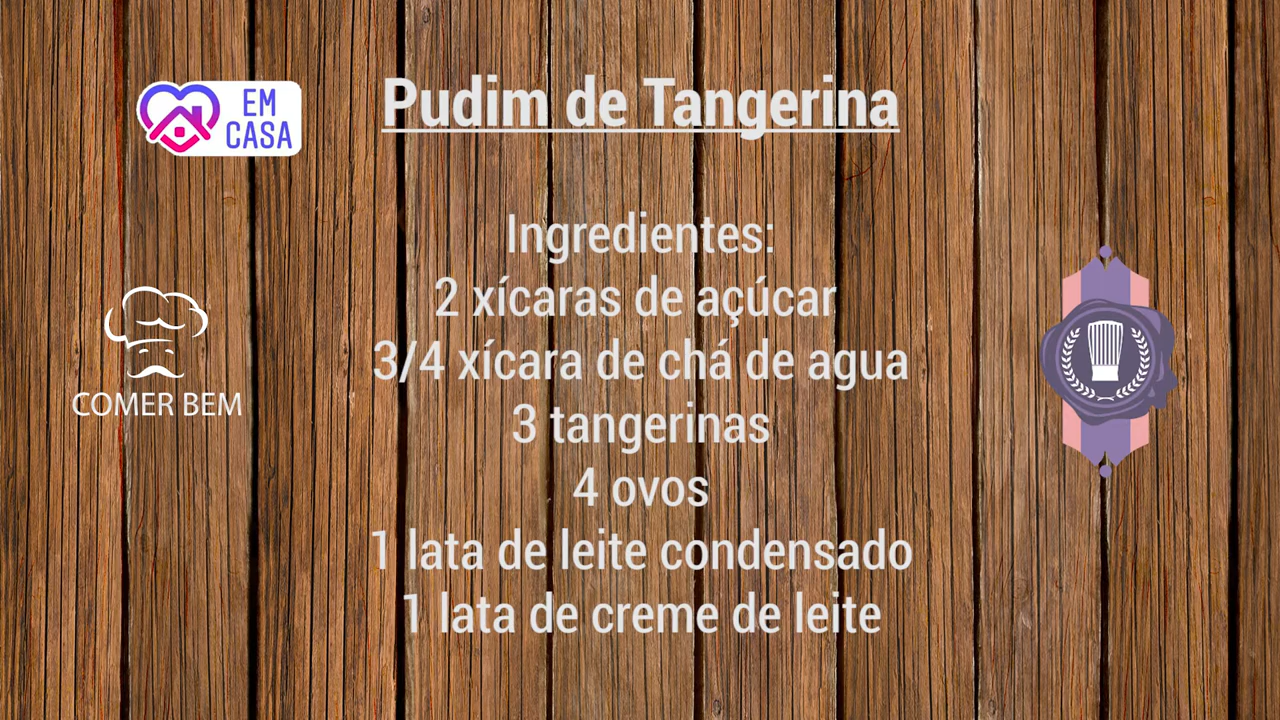 EM
CASA
Pudim de Tangerina
Ingredientes:
2 xícaras de açúcar
3/4 xícara de chá de agua
3 tangerinas
4 ovos
1 lata de leite condensado
1 lata de creme de leite
COMER BEM